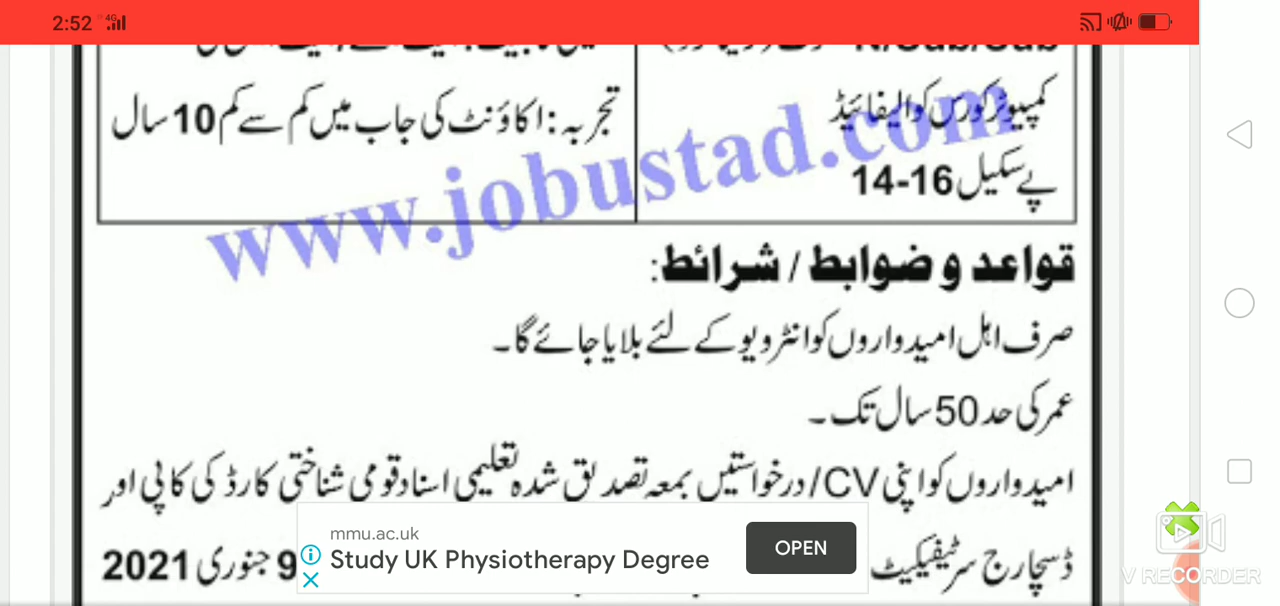 2:52 4G
N/Sub/Sub
کمپیوٹر کورس کوالیفائیڈ
پے سکیل 16-14
تجربہ: اکاؤنٹ کی جاب میں کم سے کم 10 سال
www.jobustad.com
قواعد و ضوابط / شرائط:
صرف اہل امیدواروں کو انٹرویو کے لئے بلایا جائے گا۔
عمر کی حد 50 سال تک۔
امیدواروں کو اپنی CV/درخواستیں بمعہ تصدیق شدہ تعلیمی اسناد قومی شناختی کارڈ کی کاپی اور
ڈسچارج سرٹیفکیٹ
9 جنوری 2021
mmu.ac.uk
Study UK Physiotherapy Degree
OPEN
V RECORDER